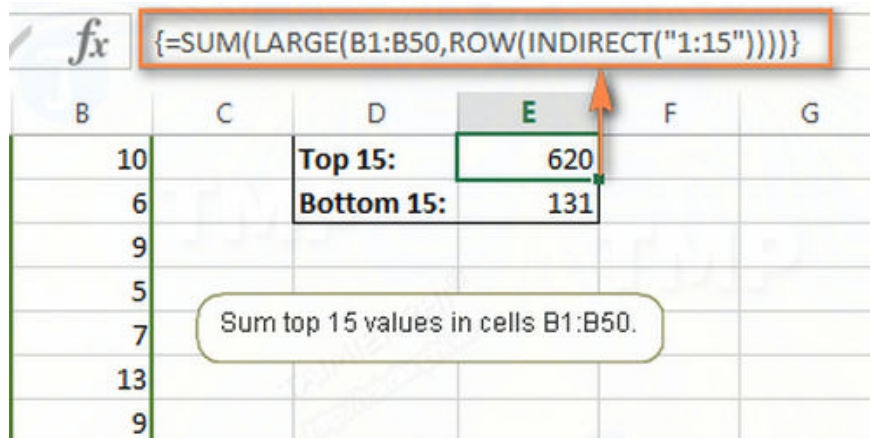 fx {=SUM(LARGE(B1:B50,ROW(INDIRECT("1:15"))))}
B C D E F G
10 Top 15: 620
6 Bottom 15: 131
9
5
Sum top 15 values in cells B1:B50.
7
13
9